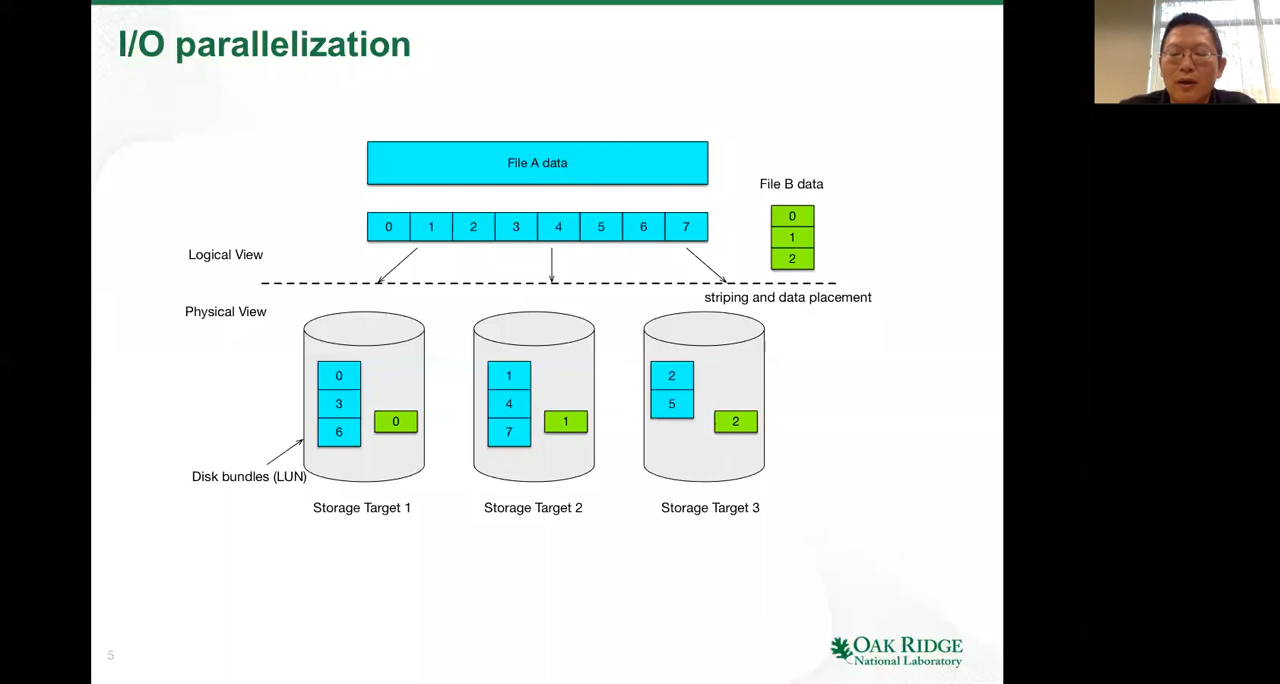 I/O parallelization
File A data
File B data
0 1 2 3 4 5 6 7
0
1
2
Logical View
striping and data placement
Physical View
0
3
6
0
1
4
7
1
2
5
2
Disk bundles (LUN)
Storage Target 1
Storage Target 2
Storage Target 3
5
OAK RIDGE
National Laboratory